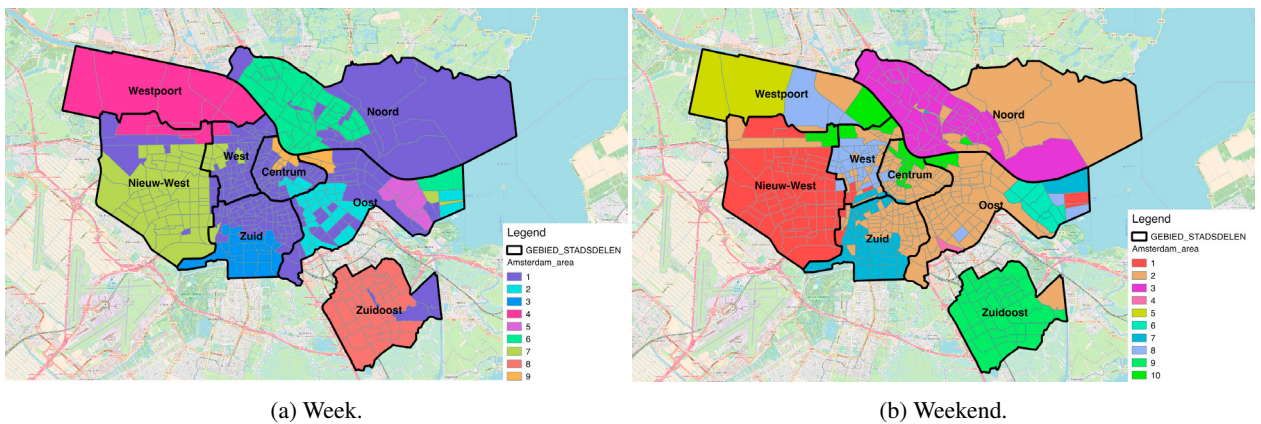 Westpoort
Noord
West
Centrum
Nieuw-West
Oost
Zuid
Zuidoost
Legend
GEBIED_STADSDELEN
Amsterdam_area
1
2
3
4
5
6
7
8
9
(a) Week.
Westpoort
Noord
West
Centrum
Nieuw-West
Oost
Zuid
Zuidoost
Legend
GEBIED_STADSDELEN
Amsterdam_area
1
2
3
4
5
6
7
8
9
10
(b) Weekend.